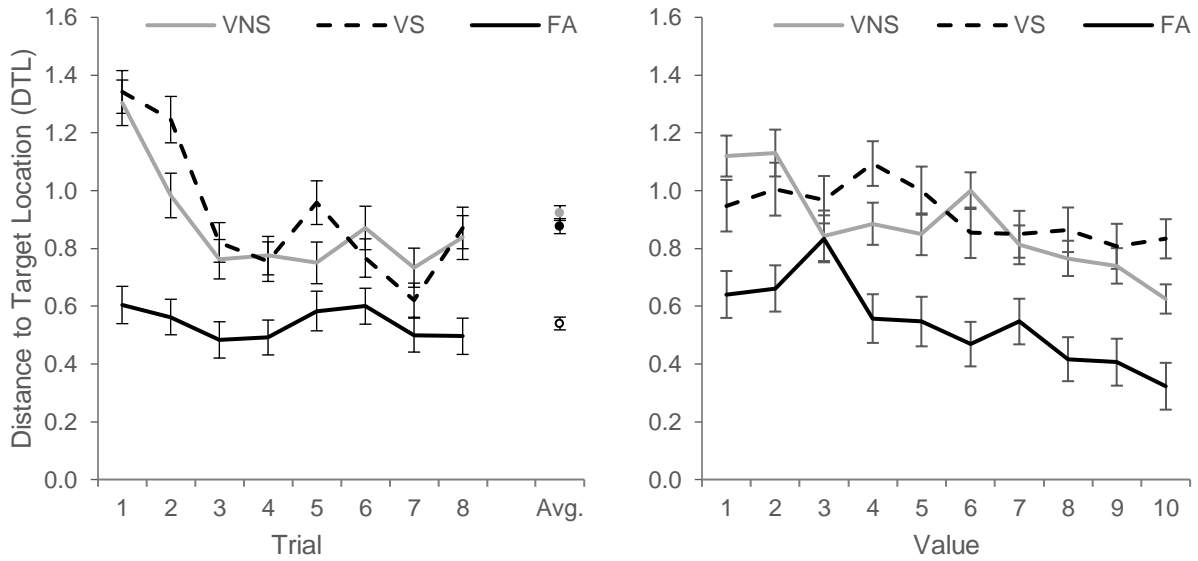 1.6
1.4
1.2
1.0
0.8
0.6
0.4
0.2
0.0
Distance to Target Location (DTL)
VNS VS FA
1 2 3 4 5 6 7 8 Avg.
Trial
1.6
1.4
1.2
1.0
0.8
0.6
0.4
0.2
0.0
VNS VS FA
1 2 3 4 5 6 7 8 9 10
Value